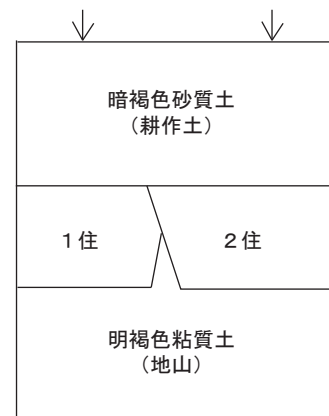 暗褐色砂質土
（耕作土）
１住
２住
明褐色粘質土
（地山）